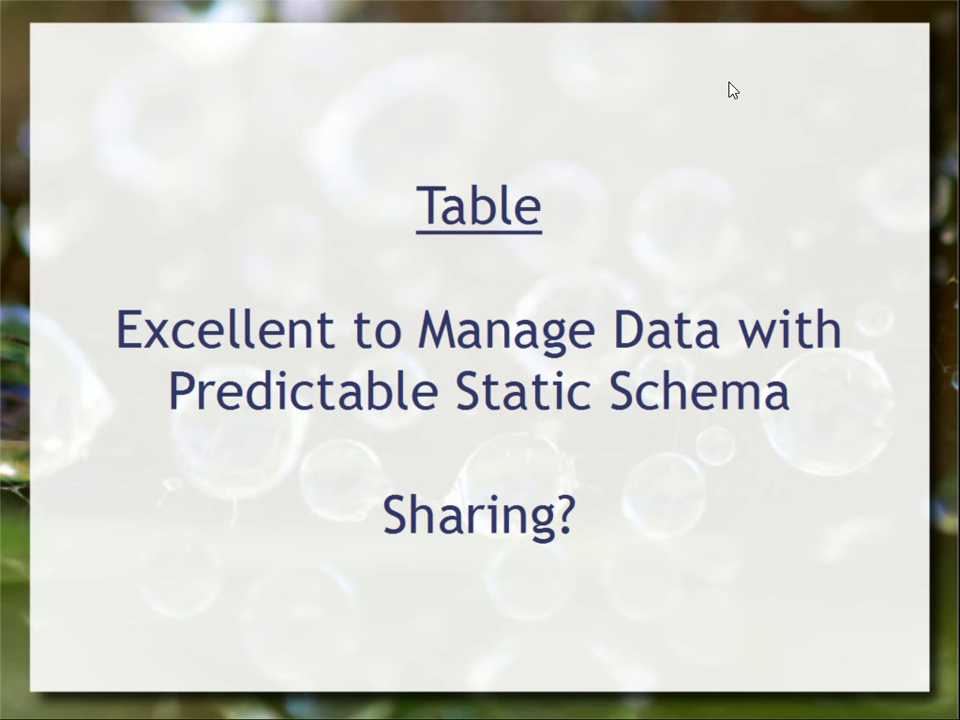 Table
Excellent to Manage Data with
Predictable Static Schema
Sharing?